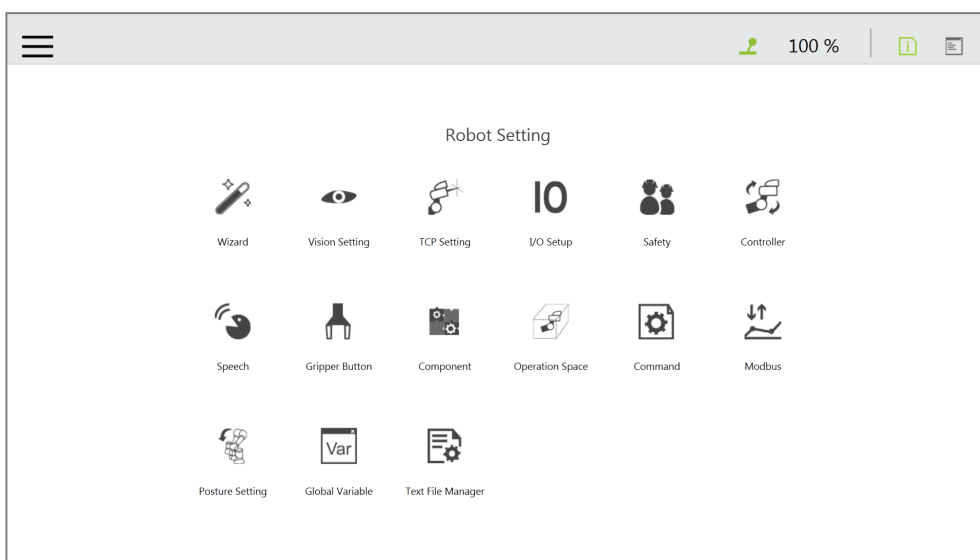 100 %
Robot Setting
IO
Wizard Vision Setting TCP Setting I/O Setup Safety Controller
Speech Gripper Button Component Operation Space Command Modbus
Var
Posture Setting Global Variable Text File Manager